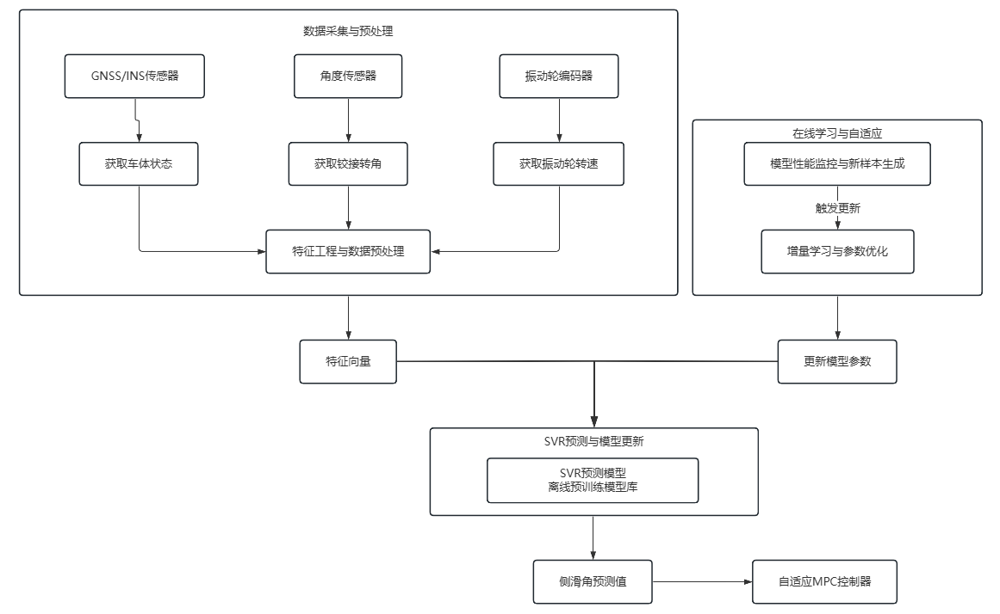 数据采集与预处理
GNSS/INS传感器
角度传感器
振动轮编码器
获取车体状态
获取铰接转角
获取振动轮转速
特征工程与数据预处理
在线学习与自适应
模型性能监控与新样本生成
触发更新
增量学习与参数优化
特征向量
更新模型参数
SVR预测与模型更新
SVR预测模型
离线预训练模型库
侧滑角预测值
自适应MPC控制器